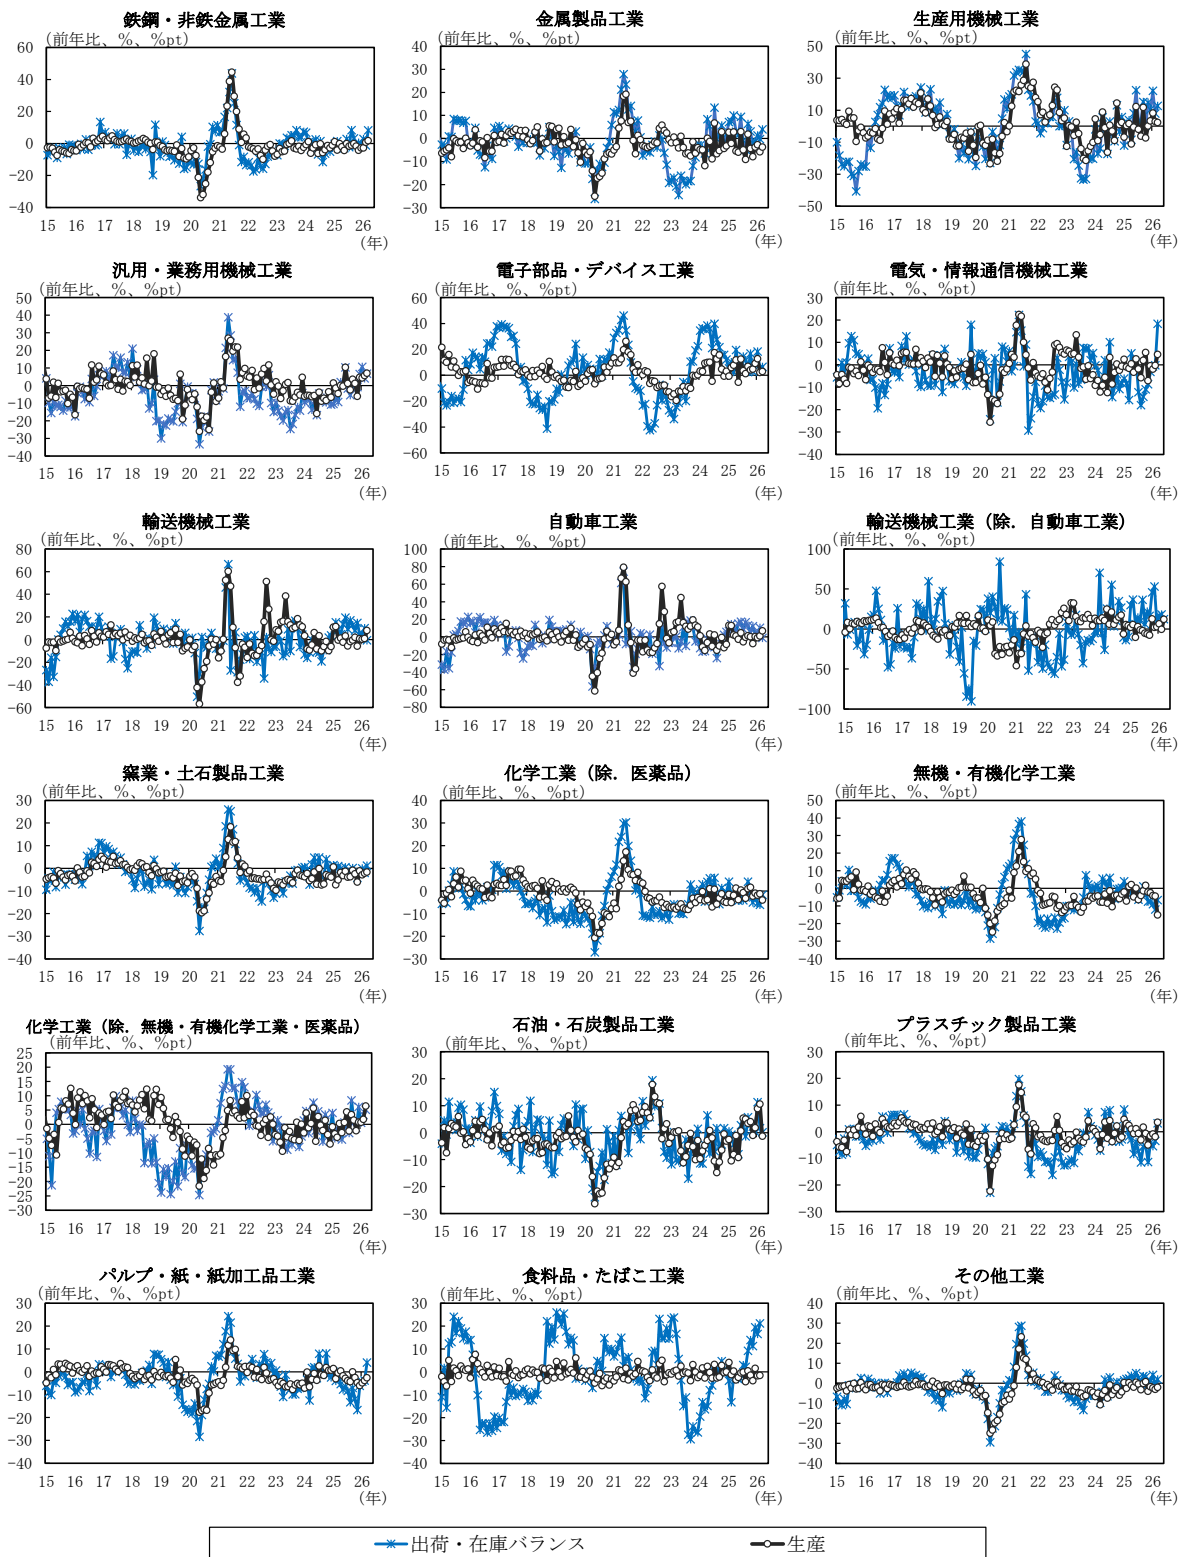 鉄鋼・非鉄金属工業
(前年比、%、%pt)
60
40
20
0
−20
−40
15 16 17 18 19 20 21 22 23 24 25 26
(年)
金属製品工業
(前年比、%、%pt)
40
30
20
10
0
−10
−20
−30
15 16 17 18 19 20 21 22 23 24 25 26
(年)
生産用機械工業
(前年比、%、%pt)
50
30
10
−10
−30
−50
15 16 17 18 19 20 21 22 23 24 25 26
(年)
汎用・業務用機械工業
(前年比、%、%pt)
50
40
30
20
10
0
−10
−20
−30
−40
15 16 17 18 19 20 21 22 23 24 25 26
(年)
電子部品・デバイス工業
(前年比、%、%pt)
60
40
20
0
−20
−40
−60
15 16 17 18 19 20 21 22 23 24 25 26
(年)
電気・情報通信機械工業
(前年比、%、%pt)
30
20
10
0
−10
−20
−30
−40
15 16 17 18 19 20 21 22 23 24 25 26
(年)
輸送機械工業
(前年比、%、%pt)
80
60
40
20
0
−20
−40
−60
15 16 17 18 19 20 21 22 23 24 25 26
(年)
自動車工業
(前年比、%、%pt)
100
80
60
40
20
0
−20
−40
−60
−80
15 16 17 18 19 20 21 22 23 24 25 26
(年)
輸送機械工業（除．自動車工業）
(前年比、%、%pt)
100
50
0
−50
−100
15 16 17 18 19 20 21 22 23 24 25 26
(年)
窯業・土石製品工業
(前年比、%、%pt)
30
20
10
0
−10
−20
−30
−40
15 16 17 18 19 20 21 22 23 24 25 26
(年)
化学工業（除．医薬品）
(前年比、%、%pt)
40
30
20
10
0
−10
−20
−30
15 16 17 18 19 20 21 22 23 24 25 26
(年)
無機・有機化学工業
(前年比、%、%pt)
50
40
30
20
10
0
−10
−20
−30
−40
15 16 17 18 19 20 21 22 23 24 25 26
(年)
化学工業（除．無機・有機化学工業・医薬品）
(前年比、%、%pt)
25
20
15
10
5
0
−5
−10
−15
−20
−25
−30
15 16 17 18 19 20 21 22 23 24 25 26
(年)
石油・石炭製品工業
(前年比、%、%pt)
30
20
10
0
−10
−20
−30
15 16 17 18 19 20 21 22 23 24 25 26
(年)
プラスチック製品工業
(前年比、%、%pt)
30
20
10
0
−10
−20
−30
15 16 17 18 19 20 21 22 23 24 25 26
(年)
パルプ・紙・紙加工品工業
(前年比、%、%pt)
30
20
10
0
−10
−20
−30
−40
15 16 17 18 19 20 21 22 23 24 25 26
(年)
食料品・たばこ工業
(前年比、%、%pt)
30
20
10
0
−10
−20
−30
−40
15 16 17 18 19 20 21 22 23 24 25 26
(年)
その他工業
(前年比、%、%pt)
40
30
20
10
0
−10
−20
−30
−40
15 16 17 18 19 20 21 22 23 24 25 26
(年)
出荷・在庫バランス
生産